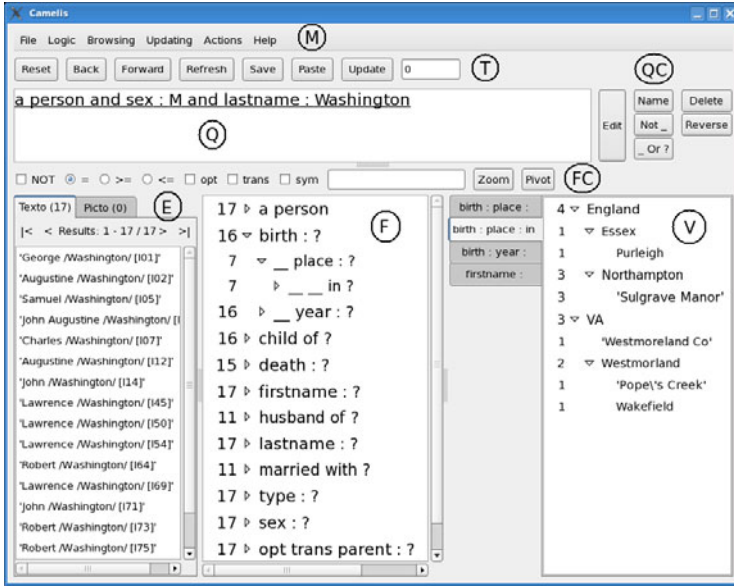 Camelis
File Logic Browsing Updating Actions Help M
Reset Back Forward Refresh Save Paste Update 0 T QC
a person and sex : M and lastname : Washington
Q
Edit
Name Delete
Not _ Reverse
_ Or ?
NOT = >= <= opt trans sym Zoom Pivot FC
Texto (17) Picto (0) E
|< < Results: 1 - 17 / 17 > >|
'George /Washington/ [I01]'
'Augustine /Washington/ [I02]'
'Samuel /Washington/ [I05]'
'John Augustine /Washington/ [I
'Charles /Washington/ [I07]'
'Augustine /Washington/ [I12]'
'John /Washington/ [I14]'
'Lawrence /Washington/ [I45]'
'Lawrence /Washington/ [I50]'
'Lawrence /Washington/ [I54]'
'Robert /Washington/ [I64]'
'Lawrence /Washington/ [I69]'
'John /Washington/ [I71]'
'Robert /Washington/ [I73]'
'Robert /Washington/ [I75]'
F
17 a person
16 birth : ?
7 __ place : ?
7 __ __ in ?
16 __ year : ?
16 child of ?
15 death : ?
17 firstname : ?
11 husband of ?
17 lastname : ?
11 married with ?
17 type : ?
17 sex : ?
17 opt trans parent : ?
birth : place :
birth : place : in
birth : year :
firstname :
V
4 England
1 Essex
1 Purleigh
3 Northampton
3 'Sulgrave Manor'
3 VA
1 'Westmoreland Co'
2 Westmorland
1 'Pope\'s Creek'
1 Wakefield